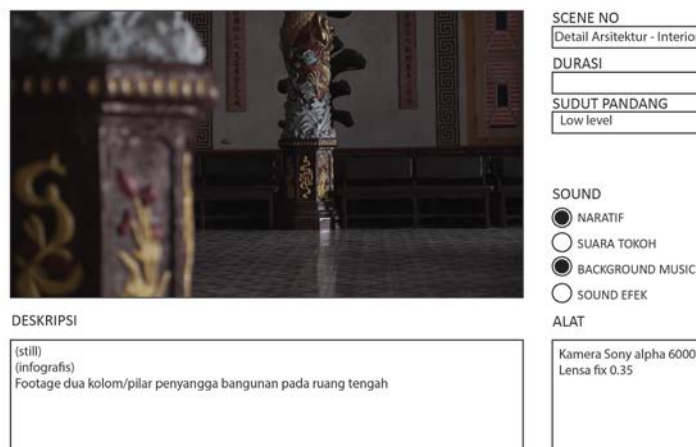 SCENE NO
Detail Arsitektur - Interior
DURASI
SUDUT PANDANG
Low level
SOUND
NARATIF
SUARA TOKOH
BACKGROUND MUSIC
SOUND EFEK
DESKRIPSI
(still)
(infografis)
Footage dua kolom/pilar penyangga bangunan pada ruang tengah
ALAT
Kamera Sony alpha 6000
Lensa fix 0.35